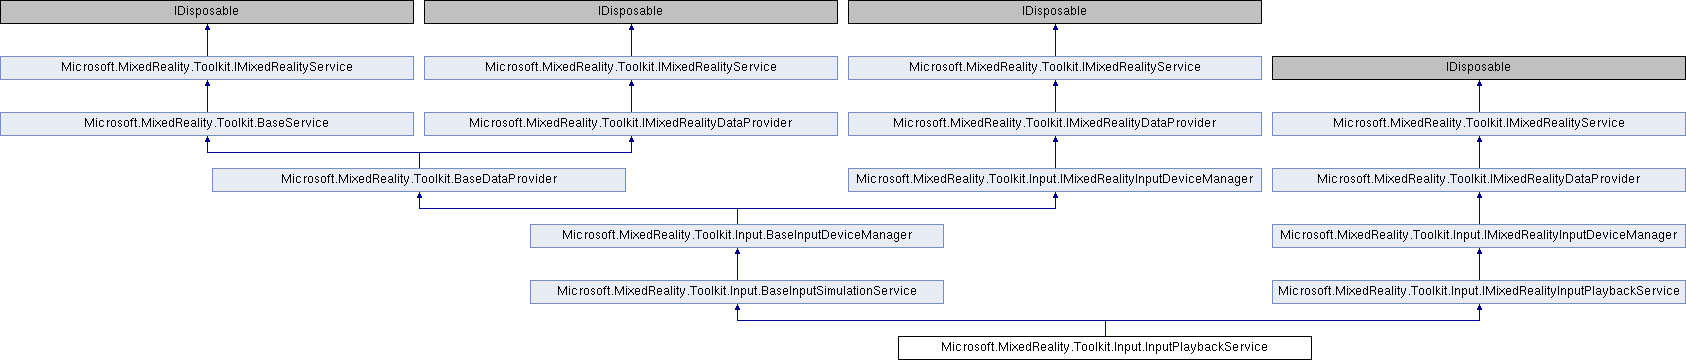 IDisposable
IDisposable
IDisposable
Microsoft.MixedReality.Toolkit.IMixedRealityService
Microsoft.MixedReality.Toolkit.IMixedRealityService
Microsoft.MixedReality.Toolkit.IMixedRealityService
IDisposable
Microsoft.MixedReality.Toolkit.BaseService
Microsoft.MixedReality.Toolkit.IMixedRealityDataProvider
Microsoft.MixedReality.Toolkit.IMixedRealityDataProvider
Microsoft.MixedReality.Toolkit.IMixedRealityService
Microsoft.MixedReality.Toolkit.BaseDataProvider
Microsoft.MixedReality.Toolkit.Input.IMixedRealityInputDeviceManager
Microsoft.MixedReality.Toolkit.IMixedRealityDataProvider
Microsoft.MixedReality.Toolkit.Input.BaseInputDeviceManager
Microsoft.MixedReality.Toolkit.Input.IMixedRealityInputDeviceManager
Microsoft.MixedReality.Toolkit.Input.BaseInputSimulationService
Microsoft.MixedReality.Toolkit.Input.IMixedRealityInputPlaybackService
Microsoft.MixedReality.Toolkit.Input.InputPlaybackService